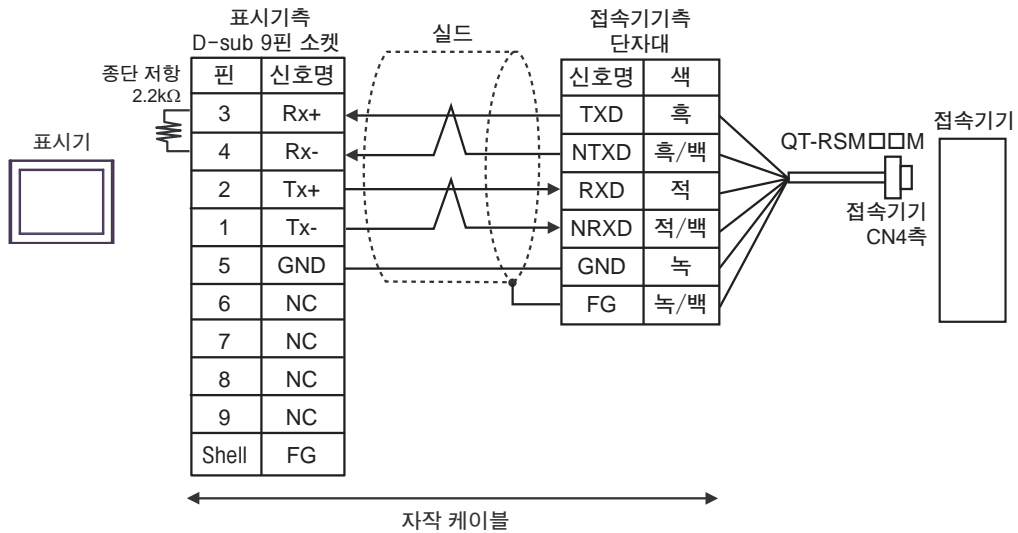 표시기측
D-sub 9핀 소켓
실드
접속기기측
단자대
종단 저항
2.2kΩ
핀 신호명
신호명 색
3 Rx+
TXD 흑
4 Rx-
NTXD 흑/백
2 Tx+
RXD 적
1 Tx-
NRXD 적/백
5 GND
GND 녹
6 NC
FG 녹/백
7 NC
8 NC
9 NC
Shell FG
표시기
QT-RSM□□M
접속기기
접속기기
CN4측
자작 케이블